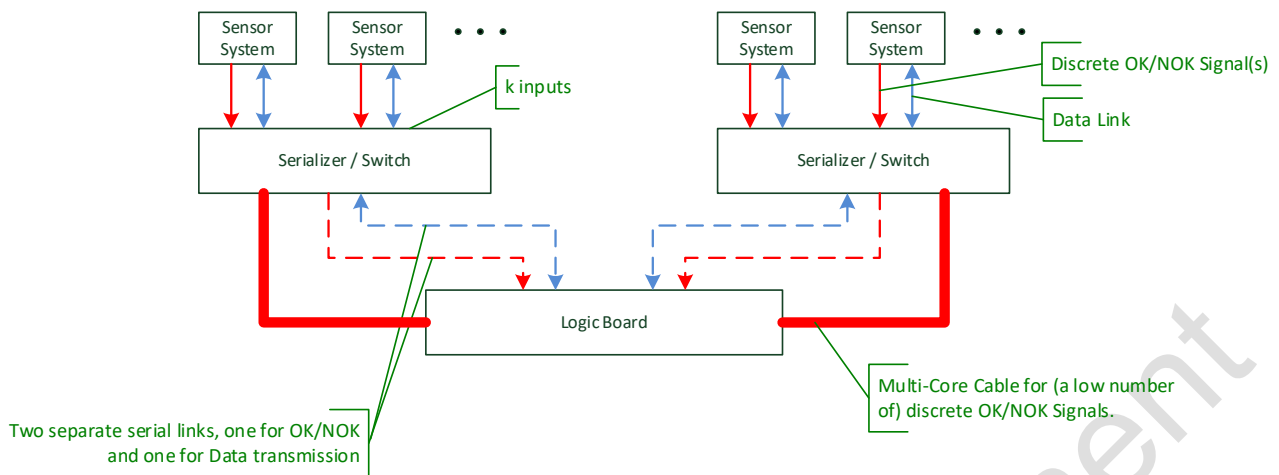 Sensor
System
Sensor
System
• • •
Sensor
System
Sensor
System
• • •
Discrete OK/NOK Signal(s)
k inputs
Data Link
Serializer / Switch
Serializer / Switch
Logic Board
Multi-Core Cable for (a low number
of) discrete OK/NOK Signals.
Two separate serial links, one for OK/NOK
and one for Data transmission
ment